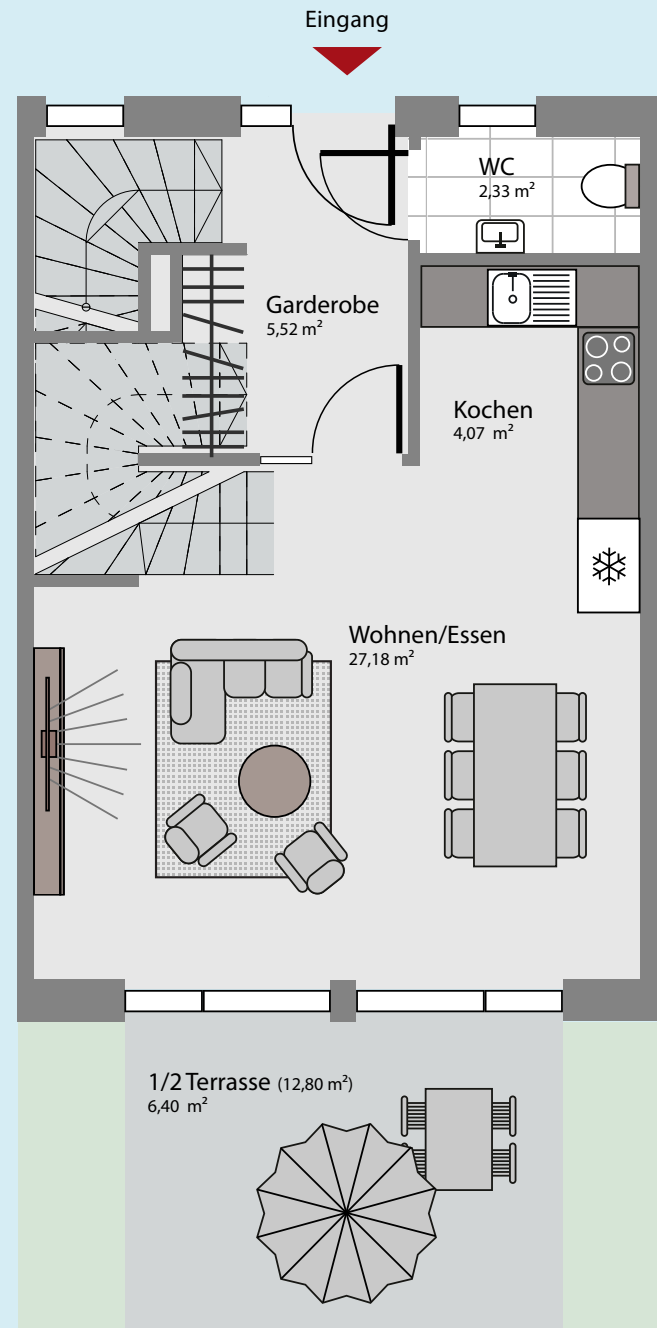 Eingang
WC
2,33 m²
Garderobe
5,52 m²
Kochen
4,07 m²
Wohnen/Essen
27,18 m²
1/2 Terrasse (12,80 m²)
6,40 m²